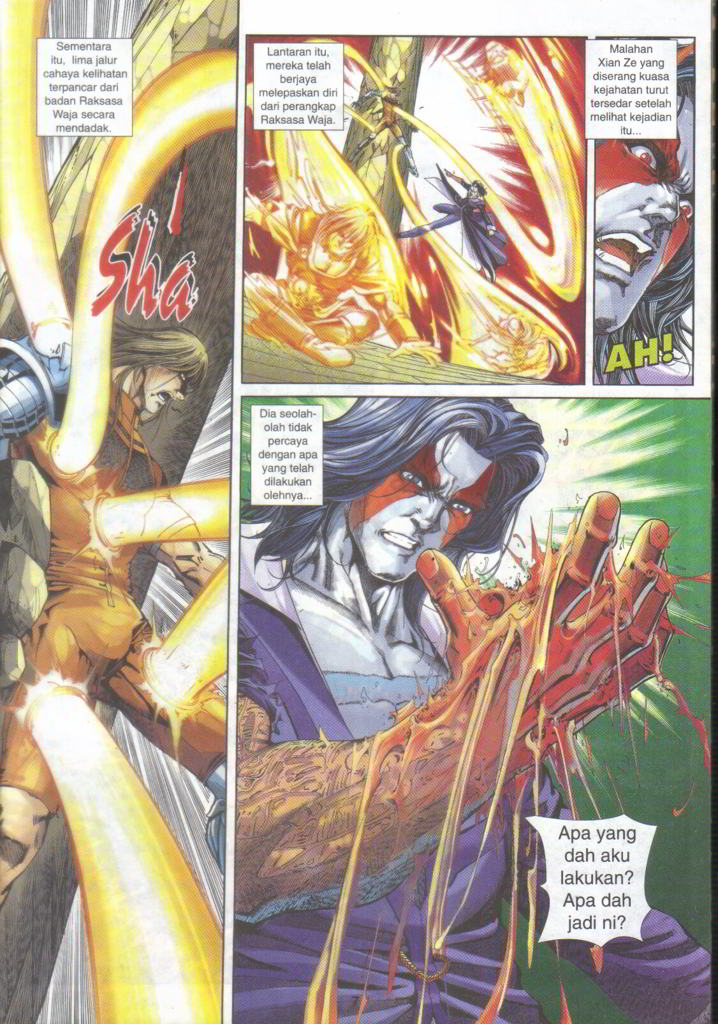 Sementara
itu, lima jalur
cahaya kelihatan
terpancar dari
badan Raksasa
Waja secara
mendadak.
Sha
Lantaran itu,
mereka telah
berjaya
melepaskan diri
dari perangkap
Raksasa Waja.
Malahan
Xian Ze yang
diserang kuasa
kejahatan turut
tersedar setelah
melihat kejadian
itu...
AH!
Dia seolah-
olah tidak
percaya
dengan apa
yang telah
dilakukan
olehnya...
Apa yang
dah aku
lakukan?
Apa dah
jadi ni?